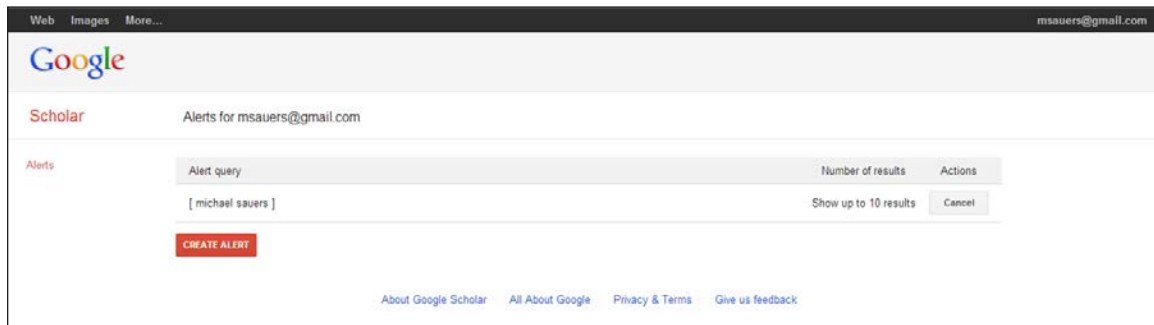 Web Images More... msauers@gmail.com
Google
Scholar Alerts for msauers@gmail.com
Alerts
Alert query Number of results Actions
[ michael sauers ] Show up to 10 results Cancel
CREATE ALERT
About Google Scholar All About Google Privacy & Terms Give us feedback